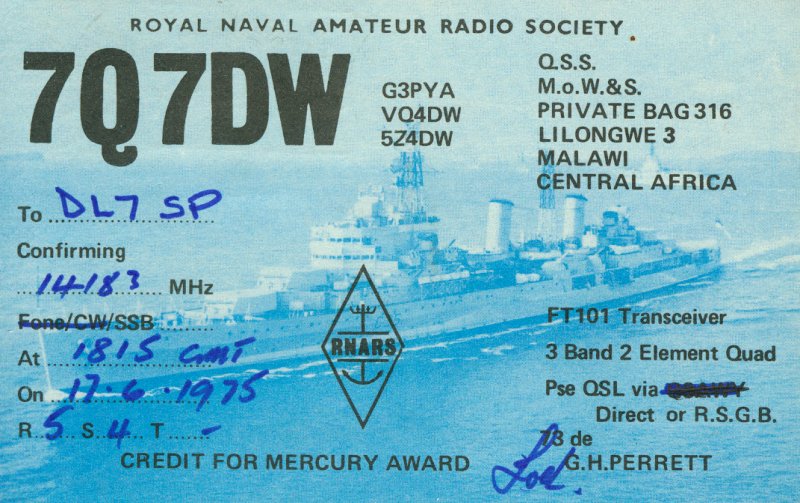 ROYAL NAVAL AMATEUR RADIO SOCIETY.
7Q7DW
G3PYA
VQ4DW
5Z4DW
Q.S.S.
M.o.W.&S.
PRIVATE BAG 316
LILONGWE 3
MALAWI
CENTRAL AFRICA
To DL7 SP
Confirming
14183 MHz
Fone/CW/SSB
At 1815 GMT
On 17.6.1975
R 5 S 4 T -
RNARS
FT101 Transceiver
3 Band 2 Element Quad
Pse QSL via
Direct or R.S.G.B.
73 de
G.H.PERRETT
CREDIT FOR MERCURY AWARD